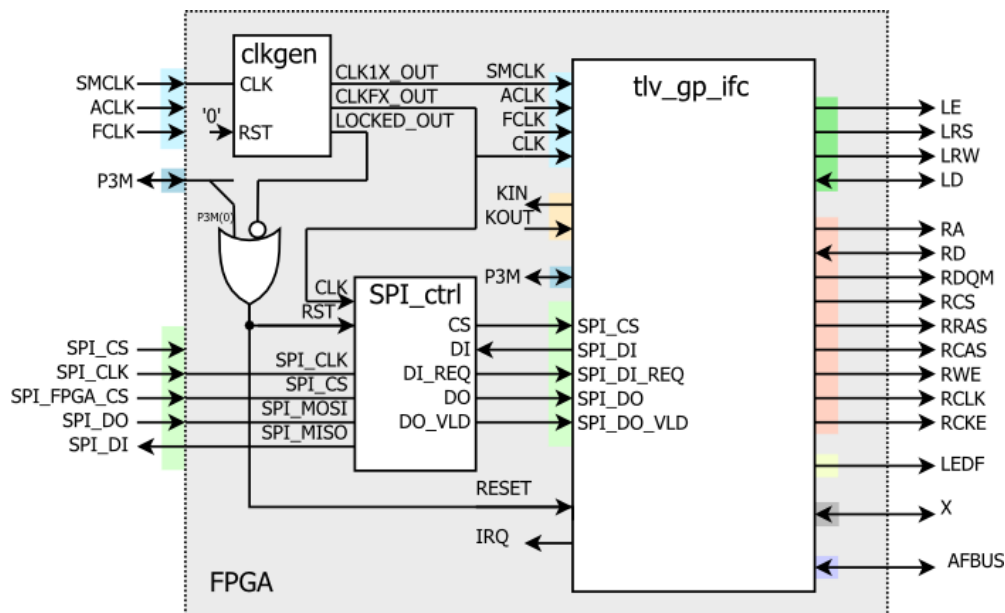 clkgen
CLK
'0'
RST
CLK1X_OUT
CLKFX_OUT
LOCKED_OUT
SMCLK
ACLK
FCLK
P3M
P3M(0)
SMCLK
ACLK
FCLK
CLK
KIN
KOUT
P3M
tlv_gp_ifc
SPI_CS
SPI_DI
SPI_DI_REQ
SPI_DO
SPI_DO_VLD
CLK
RST
SPI_ctrl
CS
DI
DI_REQ
DO
DO_VLD
SPI_CLK
SPI_CS
SPI_MOSI
SPI_MISO
SPI_CS
SPI_CLK
SPI_FPGA_CS
SPI_DO
SPI_DI
RESET
IRQ
FPGA
LE
LRS
LRW
LD
RA
RD
RDQM
RCS
RRAS
RCAS
RWE
RCLK
RCKE
LEDF
X
AFBUS